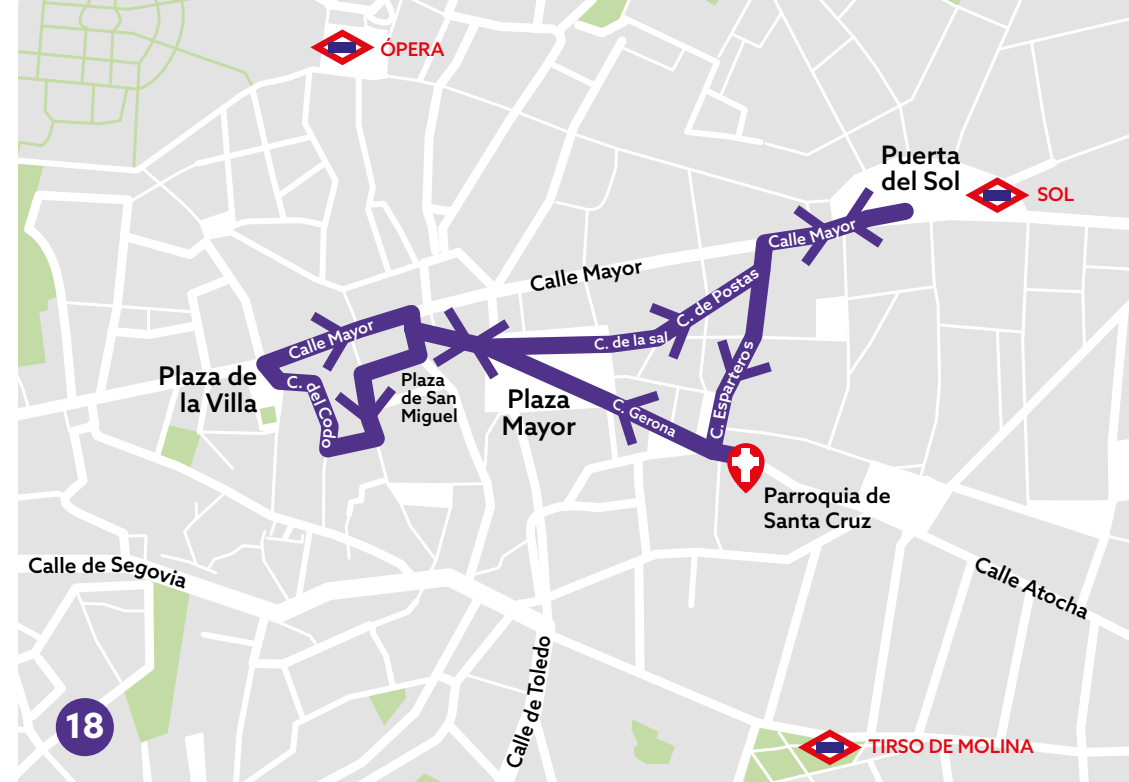 ÓPERA
Puerta
del Sol
SOL
Calle Mayor
Calle Mayor
C. de Postas
Calle Mayor
C. de la sal
Plaza de
la Villa
C. del Codo
Plaza
de San
Miguel
Plaza
Mayor
C. Gerona
C. Esparteros
Parroquia de
Santa Cruz
Calle de Segovia
Calle Atocha
Calle de Toledo
18
TIRSO DE MOLINA